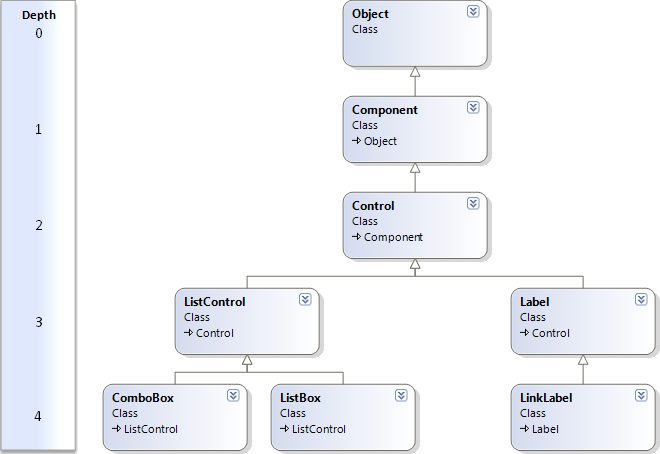 Depth
0
Object
Class
1
Component
Class
Object
2
Control
Class
Component
3
ListControl
Class
Control
Label
Class
Control
4
ComboBox
Class
ListControl
ListBox
Class
ListControl
LinkLabel
Class
Label